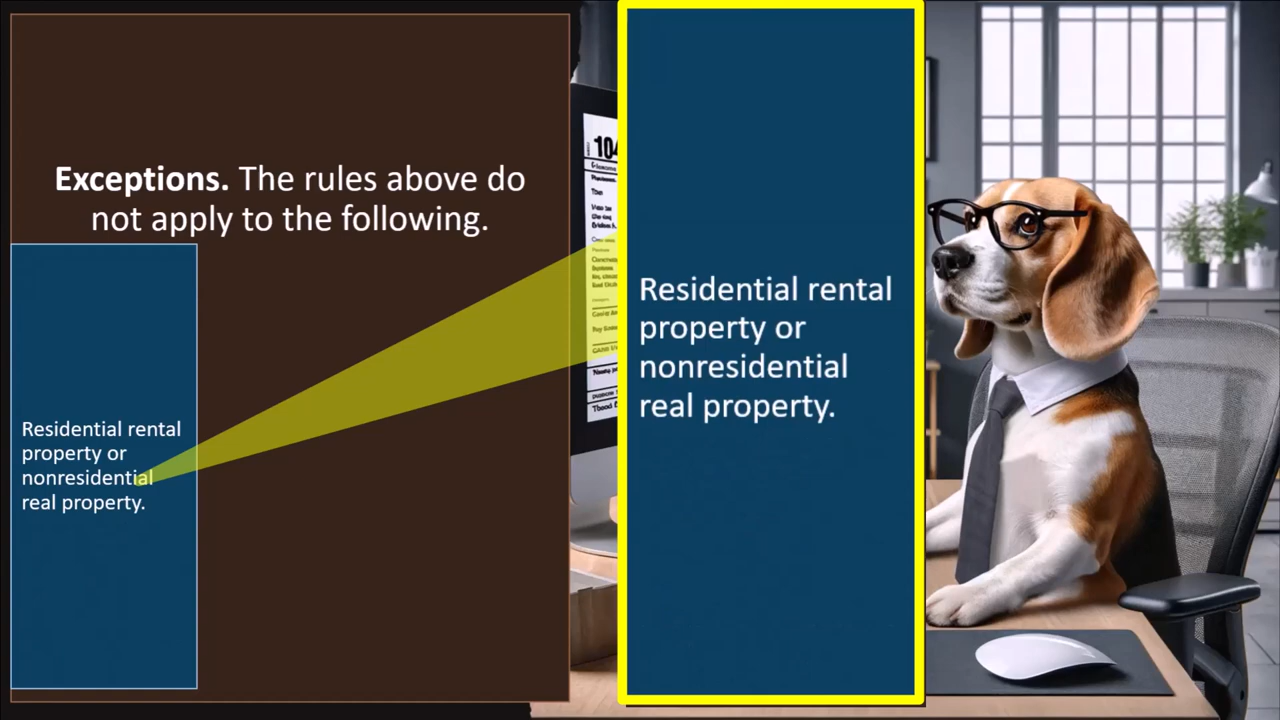 Exceptions. The rules above do
not apply to the following.
Residential rental
property or
nonresidential
real property.
104
Residential rental
property or
nonresidential
real property.